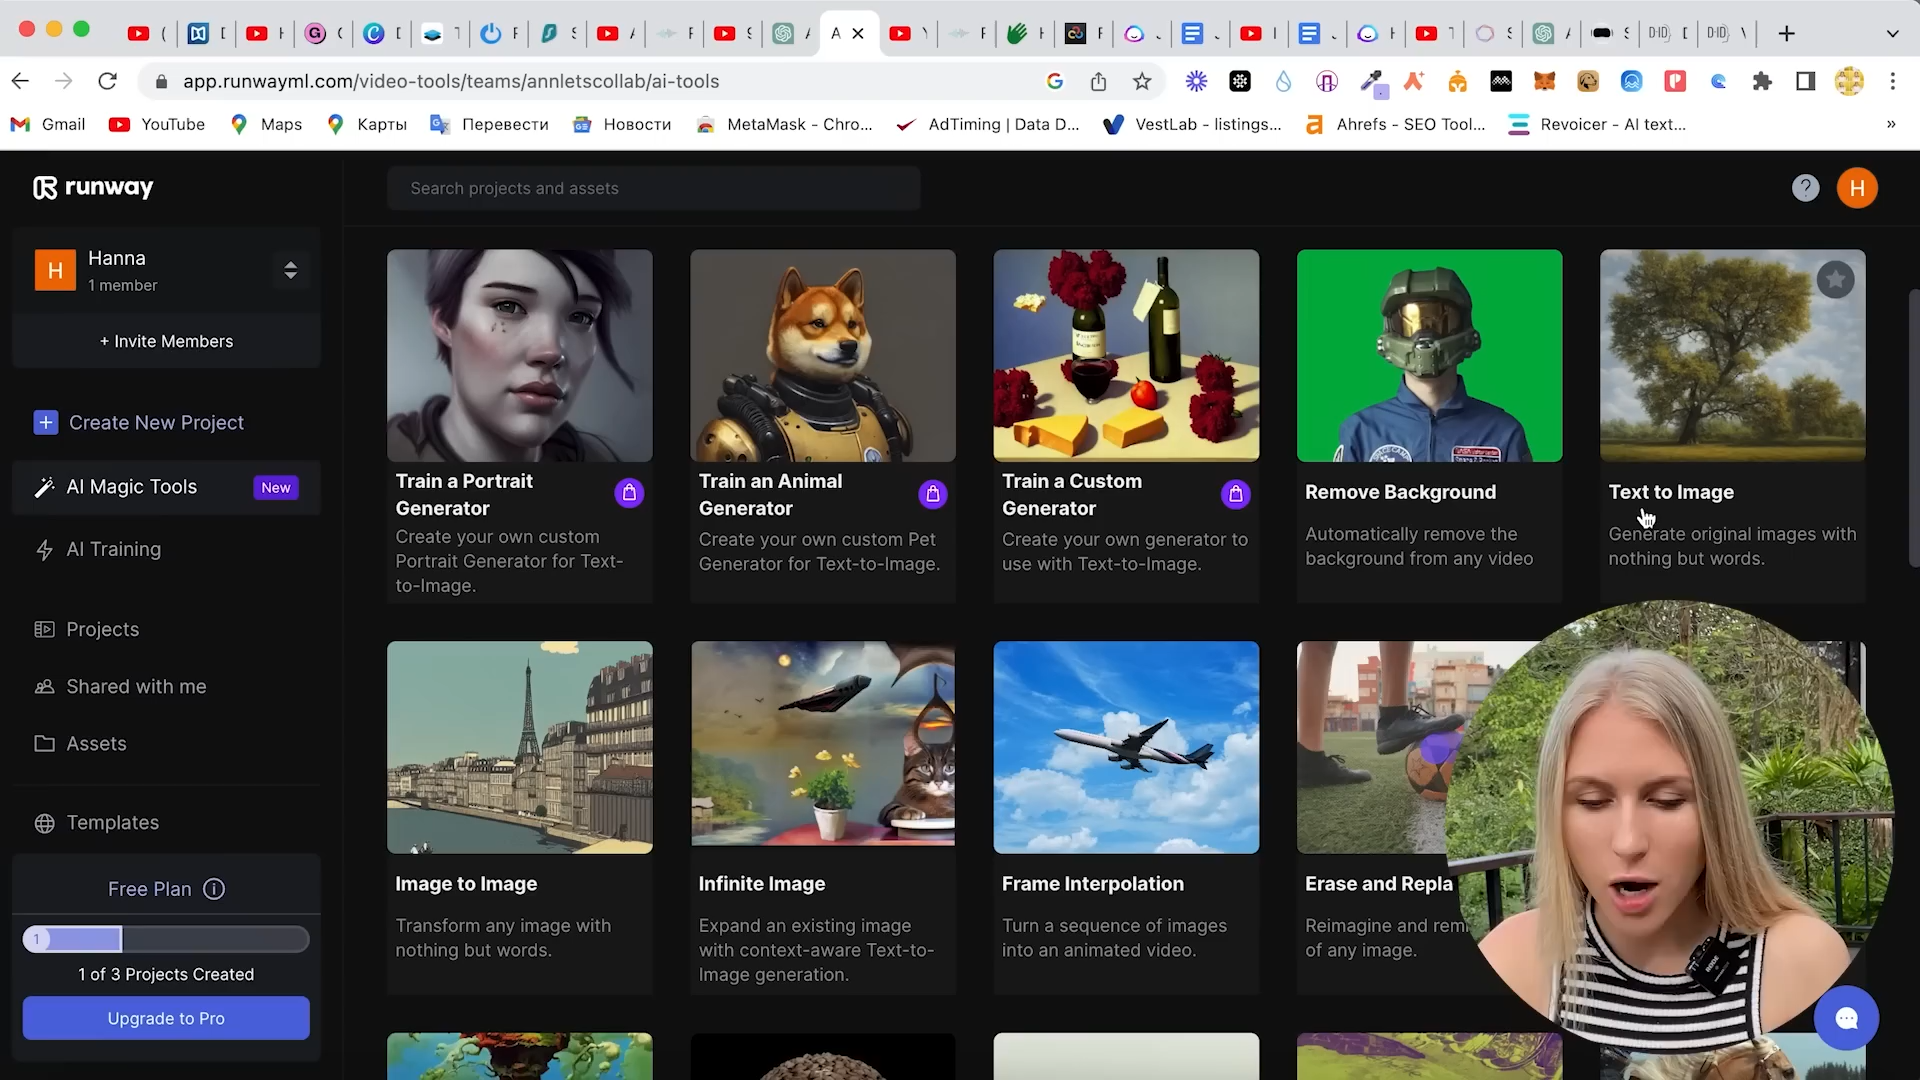 app.runwayml.com/video-tools/teams/annletscollab/ai-tools
Gmail
YouTube
Maps
Карты
Перевести
Новости
MetaMask - Chro...
AdTiming | Data D...
VestLab - listings...
Ahrefs - SEO Tool...
Revoicer - AI text...
»
runway
Search projects and assets
?
H
H
Hanna
1 member
+ Invite Members
Create New Project
AI Magic Tools
New
AI Training
Projects
Shared with me
Assets
Templates
Free Plan
1
1 of 3 Projects Created
Upgrade to Pro
Train a Portrait
Generator
Create your own custom
Portrait Generator for Text-
to-Image.
Train an Animal
Generator
Create your own custom Pet
Generator for Text-to-Image.
Train a Custom
Generator
Create your own generator to
use with Text-to-Image.
Remove Background
Automatically remove the
background from any video
Text to Image
Generate original images with
nothing but words.
Image to Image
Transform any image with
nothing but words.
Infinite Image
Expand an existing image
with context-aware Text-to-
Image generation.
Frame Interpolation
Turn a sequence of images
into an animated video.
Erase and Repla
Reimagine and rem
of any image.
RODE